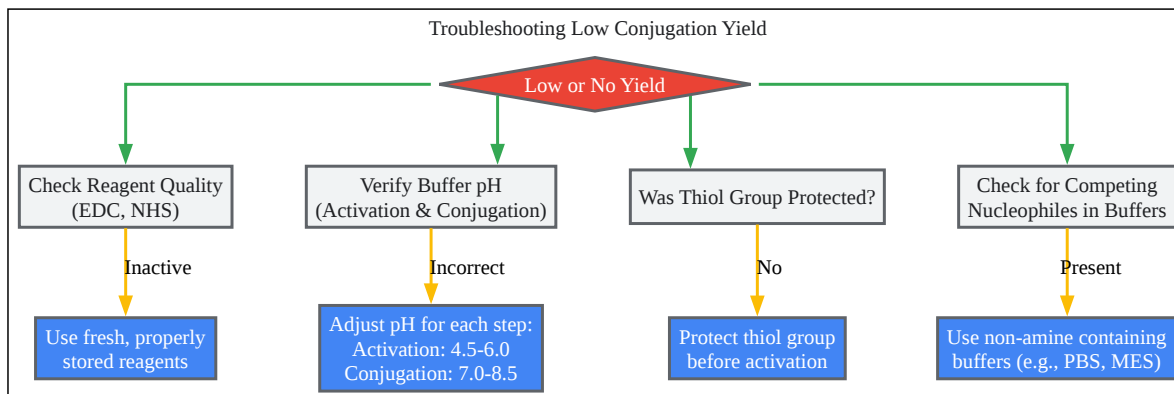 Troubleshooting Low Conjugation Yield
Low or No Yield
Check Reagent Quality
(EDC, NHS)
Verify Buffer pH
(Activation & Conjugation)
Was Thiol Group Protected?
Check for Competing
Nucleophiles in Buffers
Inactive
Incorrect
No
Present
Use fresh, properly
stored reagents
Adjust pH for each step:
Activation: 4.5-6.0
Conjugation: 7.0-8.5
Protect thiol group
before activation
Use non-amine containing
buffers (e.g., PBS, MES)